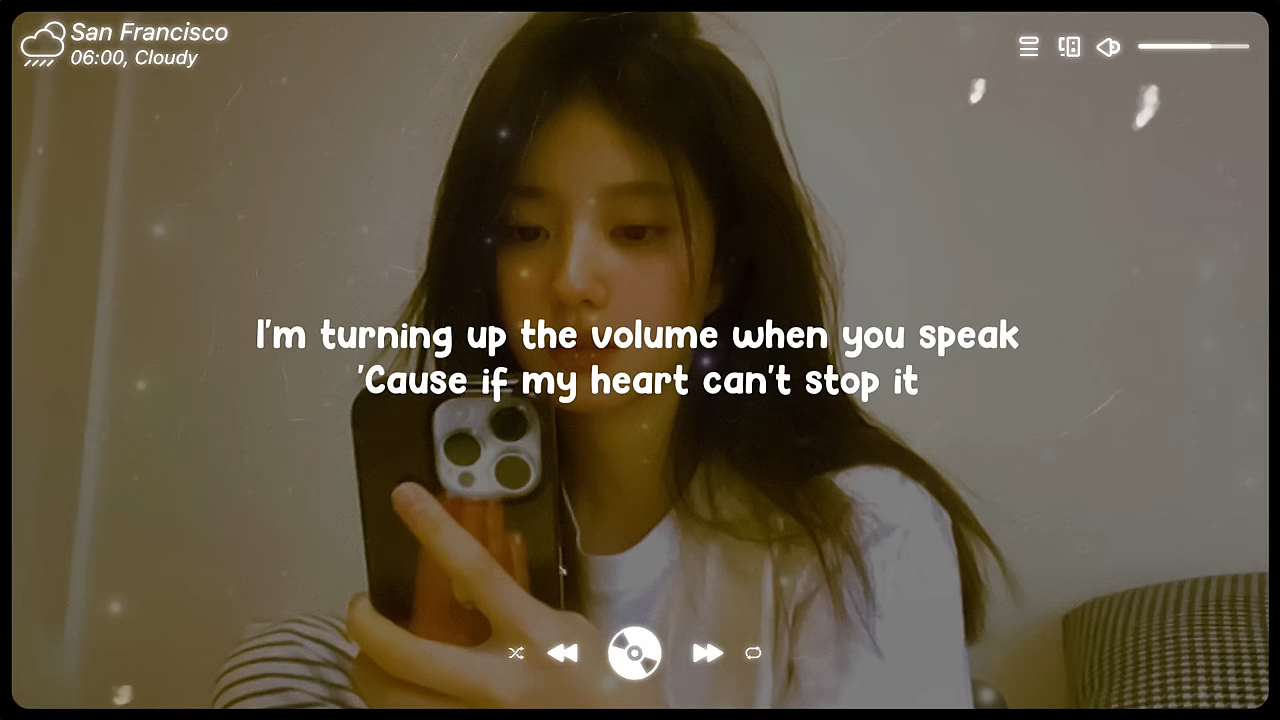 San Francisco
06:00, Cloudy
I'm turning up the volume when you speak
'Cause if my heart can't stop it